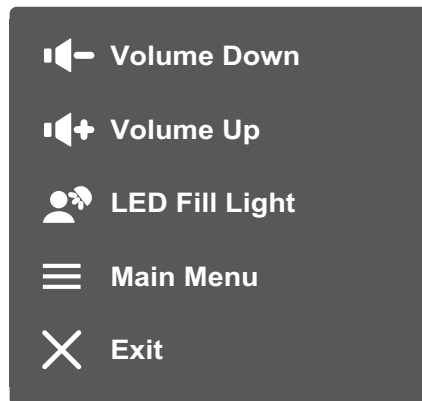 Volume Down
Volume Up
LED Fill Light
Main Menu
Exit